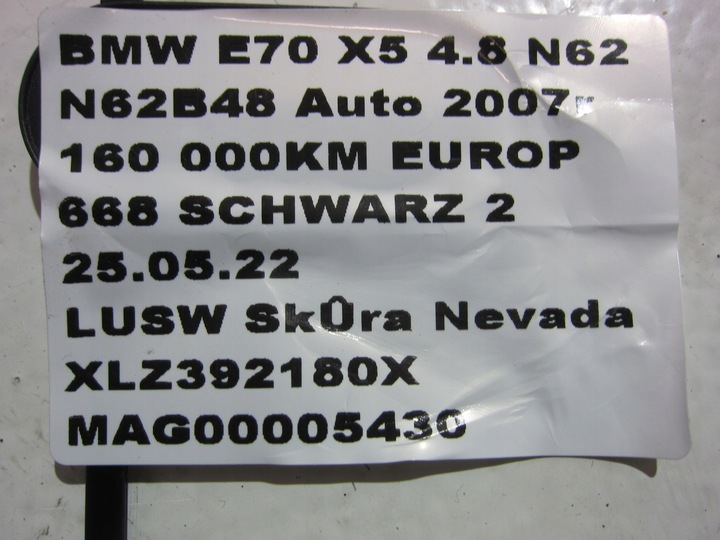 BMW E70 X5 4.8 N62
N62B48 Auto 2007r
160 000KM EUROP
668 SCHWARZ 2
25.05.22
LUSW SkÛra Nevada
XLZ392180X
MAG00005430